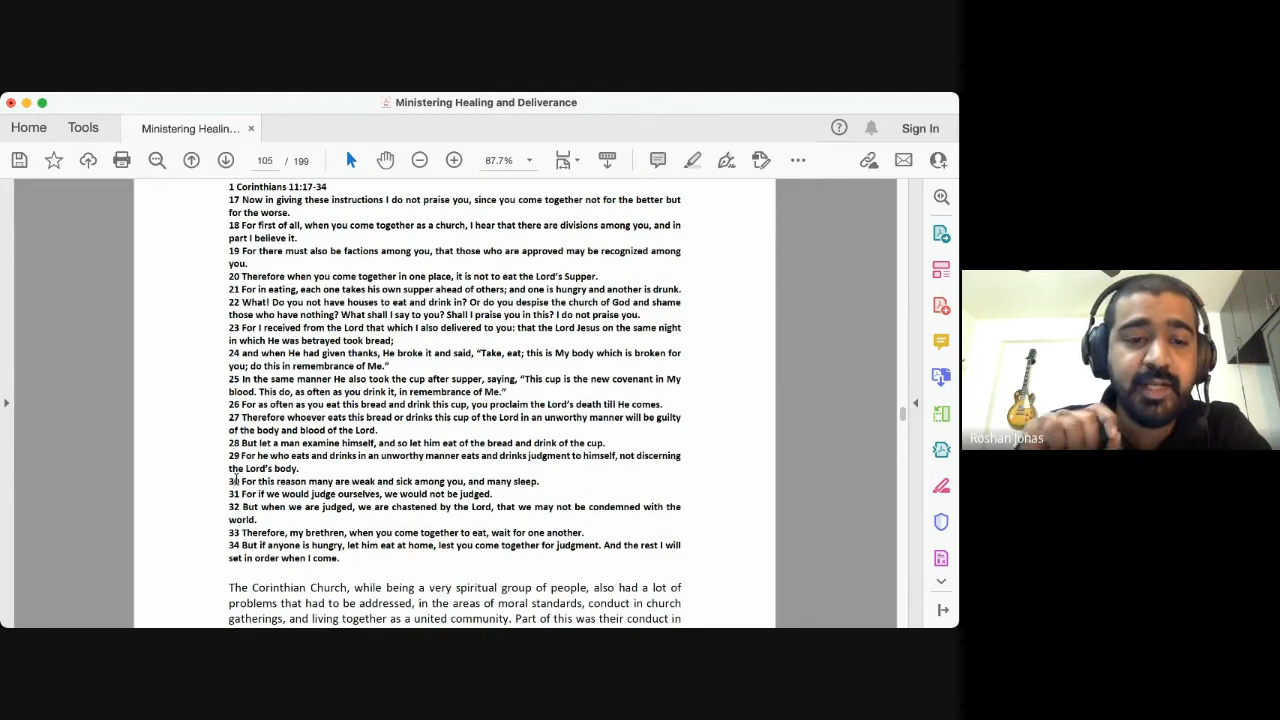 Ministering Healing and Deliverance
Home
Tools
Ministering Healin... ×
Sign In
105 / 199
87.7%
1 Corinthians 11:17-34
17 Now in giving these instructions I do not praise you, since you come together not for the better but
for the worse.
18 For first of all, when you come together as a church, I hear that there are divisions among you, and in
part I believe it.
19 For there must also be factions among you, that those who are approved may be recognized among
you.
20 Therefore when you come together in one place, it is not to eat the Lord's Supper.
21 For in eating, each one takes his own supper ahead of others; and one is hungry and another is drunk.
22 What! Do you not have houses to eat and drink in? Or do you despise the church of God and shame
those who have nothing? What shall I say to you? Shall I praise you in this? I do not praise you.
23 For I received from the Lord that which I also delivered to you: that the Lord Jesus on the same night
in which He was betrayed took bread;
24 and when He had given thanks, He broke it and said, “Take, eat; this is My body which is broken for
you; do this in remembrance of Me.”
25 In the same manner He also took the cup after supper, saying, “This cup is the new covenant in My
blood. This do, as often as you drink it, in remembrance of Me.”
26 For as often as you eat this bread and drink this cup, you proclaim the Lord's death till He comes.
27 Therefore whoever eats this bread or drinks this cup of the Lord in an unworthy manner will be guilty
of the body and blood of the Lord.
28 But let a man examine himself, and so let him eat of the bread and drink of the cup.
29 For he who eats and drinks in an unworthy manner eats and drinks judgment to himself, not discerning
the Lord's body.
30 For this reason many are weak and sick among you, and many sleep.
31 For if we would judge ourselves, we would not be judged.
32 But when we are judged, we are chastened by the Lord, that we may not be condemned with the
world.
33 Therefore, my brethren, when you come together to eat, wait for one another.
34 But if anyone is hungry, let him eat at home, lest you come together for judgment. And the rest I will
set in order when I come.
The Corinthian Church, while being a very spiritual group of people, also had a lot of
problems that had to be addressed, in the areas of moral standards, conduct in church
gatherings, and living together as a united community. Part of this was their conduct in
Roshan Jonas